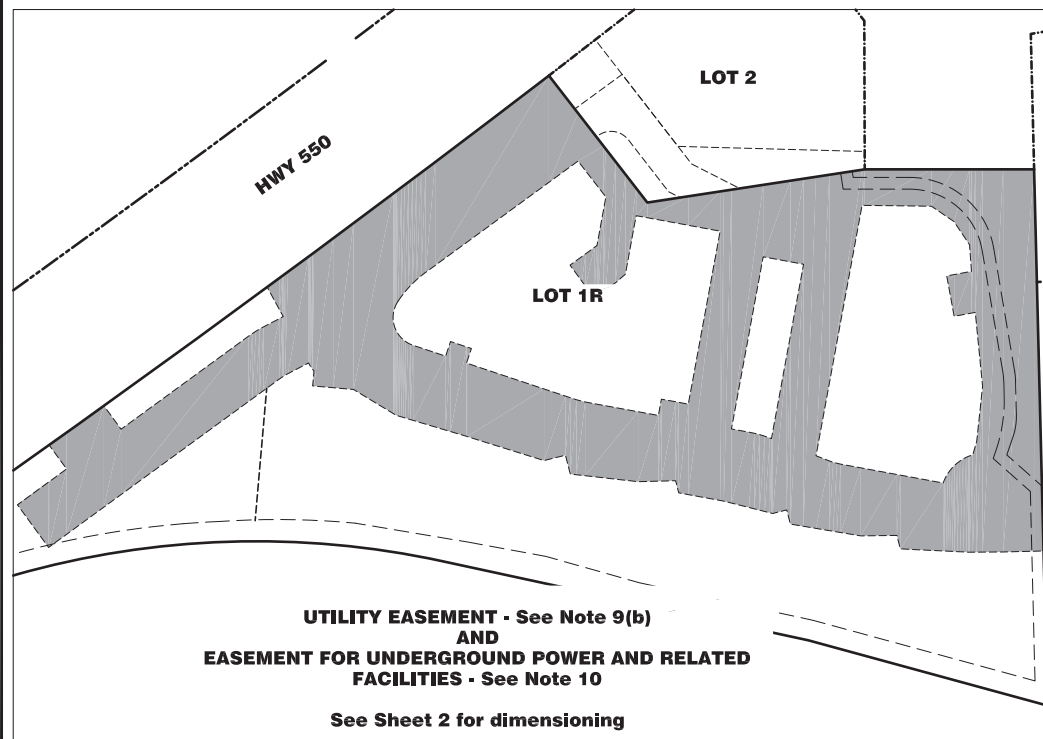 LOT 2
HWY 550
LOT 1R
UTILITY EASEMENT - See Note 9(b)
AND
EASEMENT FOR UNDERGROUND POWER AND RELATED
FACILITIES - See Note 10
See Sheet 2 for dimensioning